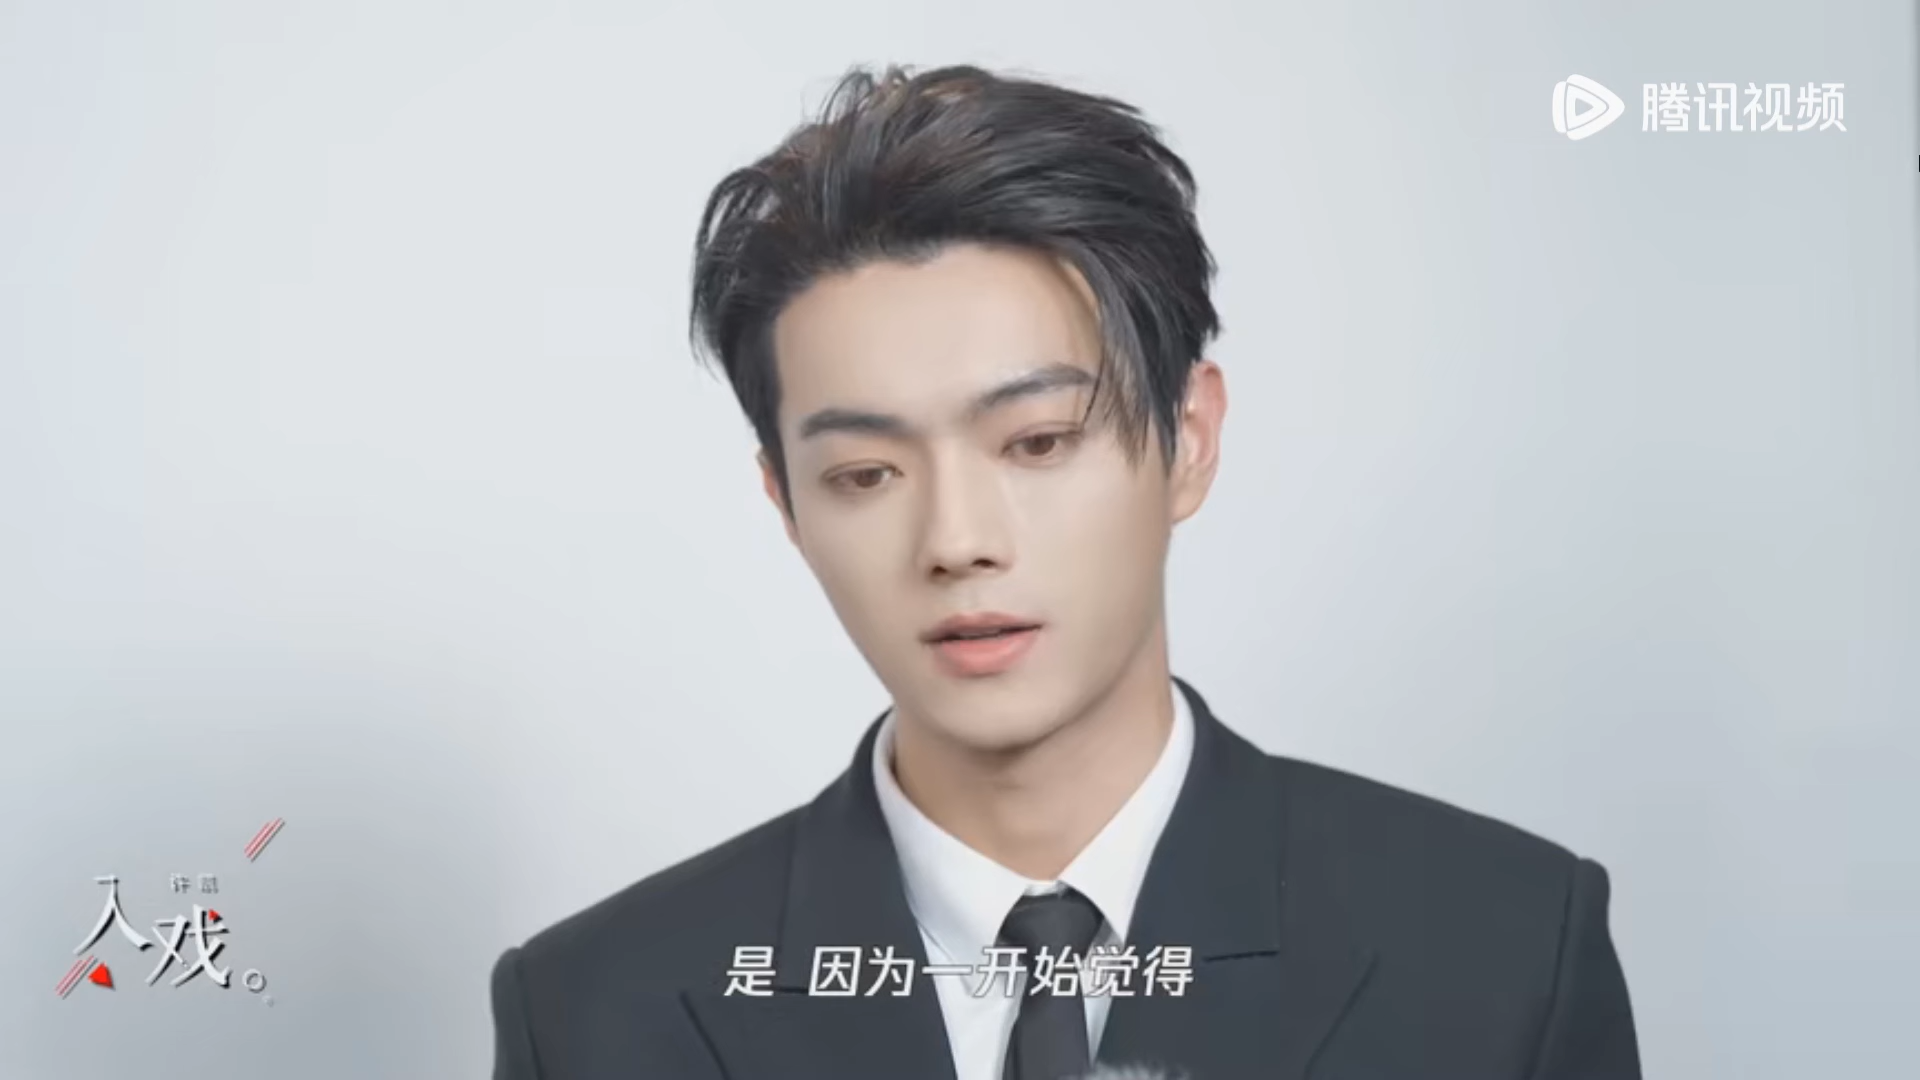 腾讯视频
许凯
入戏。
是 因为一开始觉得